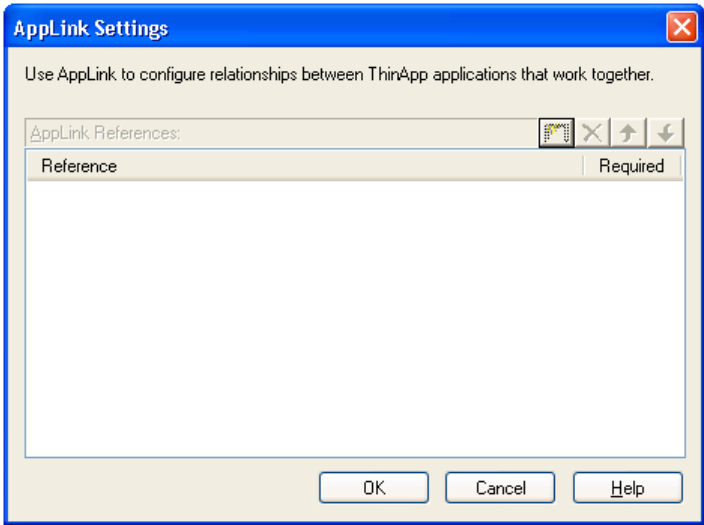 AppLink Settings
Use AppLink to configure relationships between ThinApp applications that work together.
AppLink References:
Reference Required
OK Cancel Help